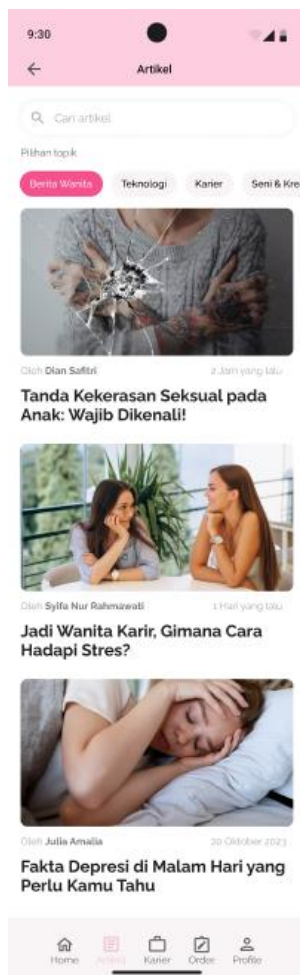 9:30
Artikel
Cari artikel
Pilihan topik
Berita Wanita Teknologi Karier Seni & Kre
Oleh Dian Safitri 2 Jam yang lalu
Tanda Kekerasan Seksual pada
Anak: Wajib Dikenali!
Oleh Syifa Nur Rahmawati 1 Hari yang lalu
Jadi Wanita Karir, Gimana Cara
Hadapi Stres?
Oleh Julia Amalia 20 Oktober 2023
Fakta Depresi di Malam Hari yang
Perlu Kamu Tahu
Home Artikel Karier Order Profile